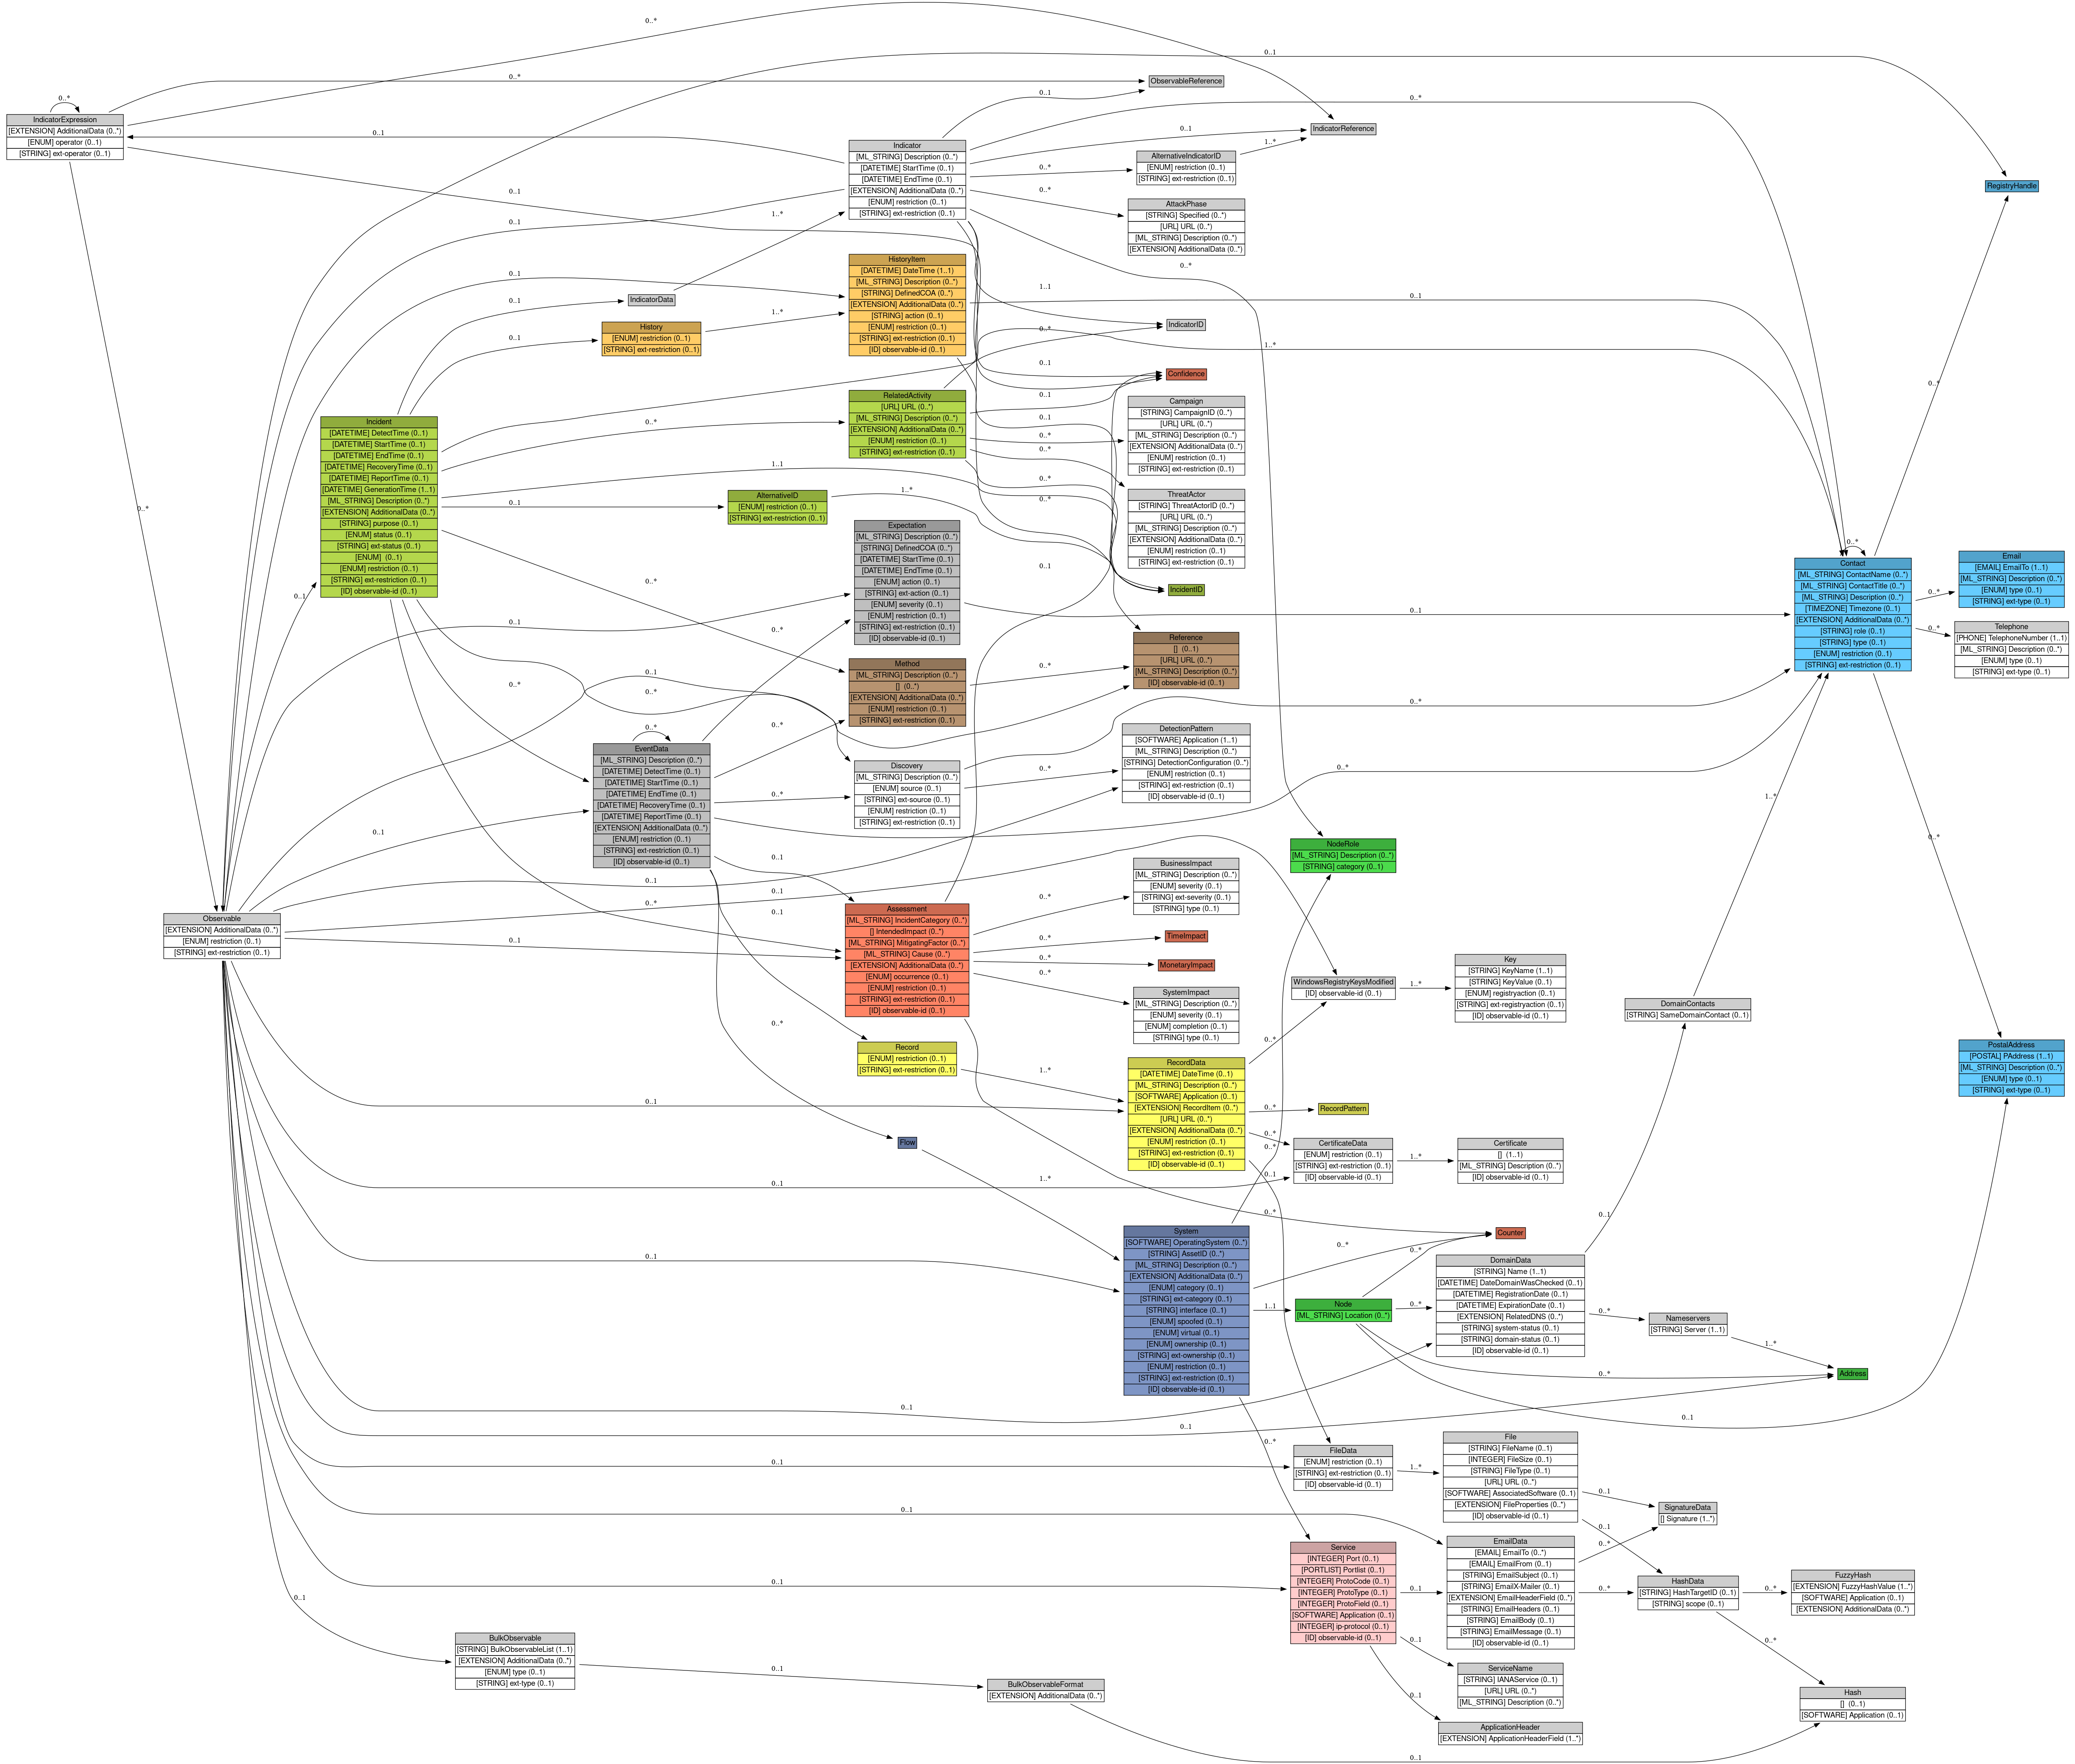 IndicatorExpression
[EXTENSION] AdditionalData (0..*)
[ENUM] operator (0..1)
[STRING] ext-operator (0..1)
Observable
[EXTENSION] AdditionalData (0..*)
[ENUM] restriction (0..1)
[STRING] ext-restriction (0..1)
Incident
[DATETIME] DetectTime (0..1)
[DATETIME] StartTime (0..1)
[DATETIME] EndTime (0..1)
[DATETIME] RecoveryTime (0..1)
[DATETIME] ReportTime (0..1)
[DATETIME] GenerationTime (1..1)
[ML_STRING] Description (0..*)
[EXTENSION] AdditionalData (0..*)
[STRING] purpose (0..1)
[ENUM] status (0..1)
[STRING] ext-status (0..1)
[ENUM]  (0..1)
[ENUM] restriction (0..1)
[STRING] ext-restriction (0..1)
[ID] observable-id (0..1)
BulkObservable
[STRING] BulkObservableList (1..1)
[EXTENSION] AdditionalData (0..*)
[ENUM] type (0..1)
[STRING] ext-type (0..1)
IndicatorData
History
[ENUM] restriction (0..1)
[STRING] ext-restriction (0..1)
AlternativeID
[ENUM] restriction (0..1)
[STRING] ext-restriction (0..1)
EventData
[ML_STRING] Description (0..*)
[DATETIME] DetectTime (0..1)
[DATETIME] StartTime (0..1)
[DATETIME] EndTime (0..1)
[DATETIME] RecoveryTime (0..1)
[DATETIME] ReportTime (0..1)
[EXTENSION] AdditionalData (0..*)
[ENUM] restriction (0..1)
[STRING] ext-restriction (0..1)
[ID] observable-id (0..1)
Indicator
[ML_STRING] Description (0..*)
[DATETIME] StartTime (0..1)
[DATETIME] EndTime (0..1)
[EXTENSION] AdditionalData (0..*)
[ENUM] restriction (0..1)
[STRING] ext-restriction (0..1)
HistoryItem
[DATETIME] DateTime (1..1)
[ML_STRING] Description (0..*)
[STRING] DefinedCOA (0..*)
[EXTENSION] AdditionalData (0..*)
[STRING] action (0..1)
[ENUM] restriction (0..1)
[STRING] ext-restriction (0..1)
[ID] observable-id (0..1)
RelatedActivity
[URL] URL (0..*)
[ML_STRING] Description (0..*)
[EXTENSION] AdditionalData (0..*)
[ENUM] restriction (0..1)
[STRING] ext-restriction (0..1)
Expectation
[ML_STRING] Description (0..*)
[STRING] DefinedCOA (0..*)
[DATETIME] StartTime (0..1)
[DATETIME] EndTime (0..1)
[ENUM] action (0..1)
[STRING] ext-action (0..1)
[ENUM] severity (0..1)
[ENUM] restriction (0..1)
[STRING] ext-restriction (0..1)
[ID] observable-id (0..1)
Method
[ML_STRING] Description (0..*)
[]  (0..*)
[EXTENSION] AdditionalData (0..*)
[ENUM] restriction (0..1)
[STRING] ext-restriction (0..1)
Discovery
[ML_STRING] Description (0..*)
[ENUM] source (0..1)
[STRING] ext-source (0..1)
[ENUM] restriction (0..1)
[STRING] ext-restriction (0..1)
Assessment
[ML_STRING] IncidentCategory (0..*)
[] IntendedImpact (0..*)
[ML_STRING] MitigatingFactor (0..*)
[ML_STRING] Cause (0..*)
[EXTENSION] AdditionalData (0..*)
[ENUM] occurrence (0..1)
[ENUM] restriction (0..1)
[STRING] ext-restriction (0..1)
[ID] observable-id (0..1)
Record
[ENUM] restriction (0..1)
[STRING] ext-restriction (0..1)
Flow
BulkObservableFormat
[EXTENSION] AdditionalData (0..*)
ObservableReference
IndicatorReference
AlternativeIndicatorID
[ENUM] restriction (0..1)
[STRING] ext-restriction (0..1)
AttackPhase
[STRING] Specified (0..*)
[URL] URL (0..*)
[ML_STRING] Description (0..*)
[EXTENSION] AdditionalData (0..*)
IndicatorID
Confidence
Campaign
[STRING] CampaignID (0..*)
[URL] URL (0..*)
[ML_STRING] Description (0..*)
[EXTENSION] AdditionalData (0..*)
[ENUM] restriction (0..1)
[STRING] ext-restriction (0..1)
ThreatActor
[STRING] ThreatActorID (0..*)
[URL] URL (0..*)
[ML_STRING] Description (0..*)
[EXTENSION] AdditionalData (0..*)
[ENUM] restriction (0..1)
[STRING] ext-restriction (0..1)
IncidentID
Reference
[]  (0..1)
[URL] URL (0..*)
[ML_STRING] Description (0..*)
[ID] observable-id (0..1)
DetectionPattern
[SOFTWARE] Application (1..1)
[ML_STRING] Description (0..*)
[STRING] DetectionConfiguration (0..*)
[ENUM] restriction (0..1)
[STRING] ext-restriction (0..1)
[ID] observable-id (0..1)
BusinessImpact
[ML_STRING] Description (0..*)
[ENUM] severity (0..1)
[STRING] ext-severity (0..1)
[STRING] type (0..1)
TimeImpact
MonetaryImpact
SystemImpact
[ML_STRING] Description (0..*)
[ENUM] severity (0..1)
[ENUM] completion (0..1)
[STRING] type (0..1)
RecordData
[DATETIME] DateTime (0..1)
[ML_STRING] Description (0..*)
[SOFTWARE] Application (0..1)
[EXTENSION] RecordItem (0..*)
[URL] URL (0..*)
[EXTENSION] AdditionalData (0..*)
[ENUM] restriction (0..1)
[STRING] ext-restriction (0..1)
[ID] observable-id (0..1)
System
[SOFTWARE] OperatingSystem (0..*)
[STRING] AssetID (0..*)
[ML_STRING] Description (0..*)
[EXTENSION] AdditionalData (0..*)
[ENUM] category (0..1)
[STRING] ext-category (0..1)
[STRING] interface (0..1)
[ENUM] spoofed (0..1)
[ENUM] virtual (0..1)
[ENUM] ownership (0..1)
[STRING] ext-ownership (0..1)
[ENUM] restriction (0..1)
[STRING] ext-restriction (0..1)
[ID] observable-id (0..1)
NodeRole
[ML_STRING] Description (0..*)
[STRING] category (0..1)
WindowsRegistryKeysModified
[ID] observable-id (0..1)
Key
[STRING] KeyName (1..1)
[STRING] KeyValue (0..1)
[ENUM] registryaction (0..1)
[STRING] ext-registryaction (0..1)
[ID] observable-id (0..1)
RecordPattern
CertificateData
[ENUM] restriction (0..1)
[STRING] ext-restriction (0..1)
[ID] observable-id (0..1)
Certificate
[]  (1..1)
[ML_STRING] Description (0..*)
[ID] observable-id (0..1)
Counter
Node
[ML_STRING] Location (0..*)
DomainData
[STRING] Name (1..1)
[DATETIME] DateDomainWasChecked (0..1)
[DATETIME] RegistrationDate (0..1)
[DATETIME] ExpirationDate (0..1)
[EXTENSION] RelatedDNS (0..*)
[STRING] system-status (0..1)
[STRING] domain-status (0..1)
[ID] observable-id (0..1)
DomainContacts
[STRING] SameDomainContact (0..1)
Nameservers
[STRING] Server (1..1)
Address
FileData
[ENUM] restriction (0..1)
[STRING] ext-restriction (0..1)
[ID] observable-id (0..1)
File
[STRING] FileName (0..1)
[INTEGER] FileSize (0..1)
[STRING] FileType (0..1)
[URL] URL (0..*)
[SOFTWARE] AssociatedSoftware (0..1)
[EXTENSION] FileProperties (0..*)
[ID] observable-id (0..1)
SignatureData
[] Signature (1..*)
Service
[INTEGER] Port (0..1)
[PORTLIST] Portlist (0..1)
[INTEGER] ProtoCode (0..1)
[INTEGER] ProtoType (0..1)
[INTEGER] ProtoField (0..1)
[SOFTWARE] Application (0..1)
[INTEGER] ip-protocol (0..1)
[ID] observable-id (0..1)
EmailData
[EMAIL] EmailTo (0..*)
[EMAIL] EmailFrom (0..1)
[STRING] EmailSubject (0..1)
[STRING] EmailX-Mailer (0..1)
[EXTENSION] EmailHeaderField (0..*)
[STRING] EmailHeaders (0..1)
[STRING] EmailBody (0..1)
[STRING] EmailMessage (0..1)
[ID] observable-id (0..1)
HashData
[STRING] HashTargetID (0..1)
[STRING] scope (0..1)
FuzzyHash
[EXTENSION] FuzzyHashValue (1..*)
[SOFTWARE] Application (0..1)
[EXTENSION] AdditionalData (0..*)
ServiceName
[STRING] IANAService (0..1)
[URL] URL (0..*)
[ML_STRING] Description (0..*)
Hash
[]  (0..1)
[SOFTWARE] Application (0..1)
ApplicationHeader
[EXTENSION] ApplicationHeaderField (1..*)
RegistryHandle
Contact
[ML_STRING] ContactName (0..*)
[ML_STRING] ContactTitle (0..*)
[ML_STRING] Description (0..*)
[TIMEZONE] Timezone (0..1)
[EXTENSION] AdditionalData (0..*)
[STRING] role (0..1)
[STRING] type (0..1)
[ENUM] restriction (0..1)
[STRING] ext-restriction (0..1)
Email
[EMAIL] EmailTo (1..1)
[ML_STRING] Description (0..*)
[ENUM] type (0..1)
[STRING] ext-type (0..1)
Telephone
[PHONE] TelephoneNumber (1..1)
[ML_STRING] Description (0..*)
[ENUM] type (0..1)
[STRING] ext-type (0..1)
PostalAddress
[POSTAL] PAddress (1..1)
[ML_STRING] Description (0..*)
[ENUM] type (0..1)
[STRING] ext-type (0..1)